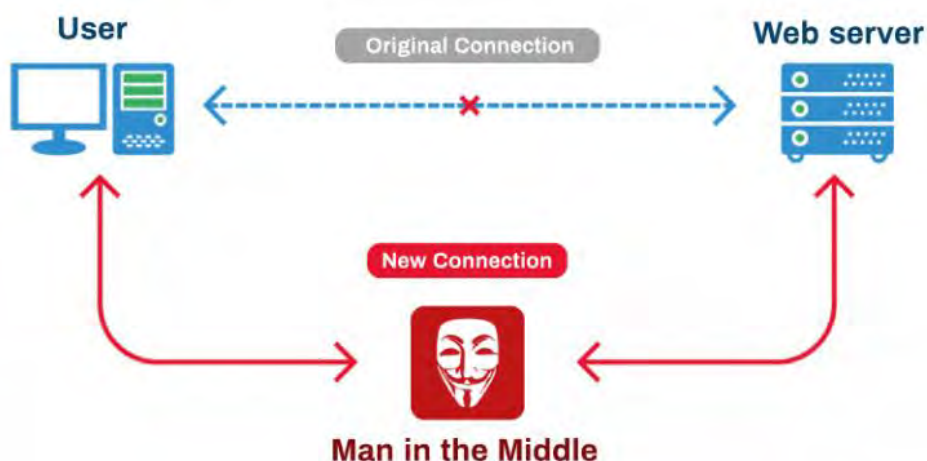 User
Original Connection
Web server
New Connection
Man in the Middle